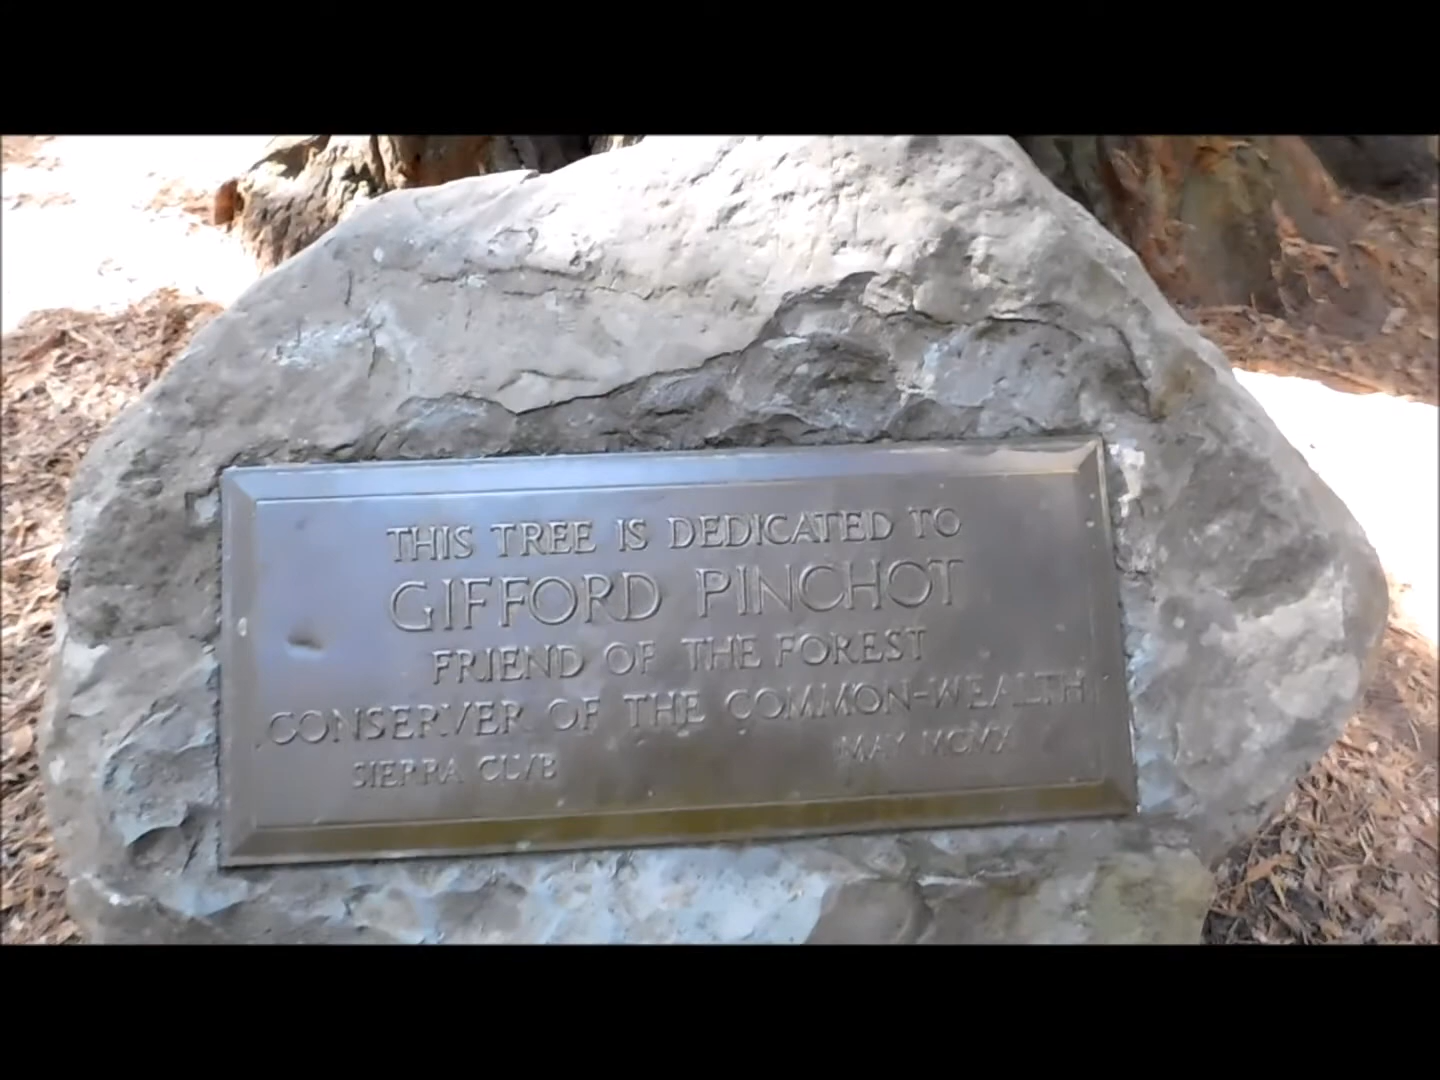 THIS TREE IS DEDICATED TO
GIFFORD PINCHOT
FRIEND OF THE FOREST
CONSERVER OF THE COMMON-WEALTH
SIERRA CLVB MAY MCMX